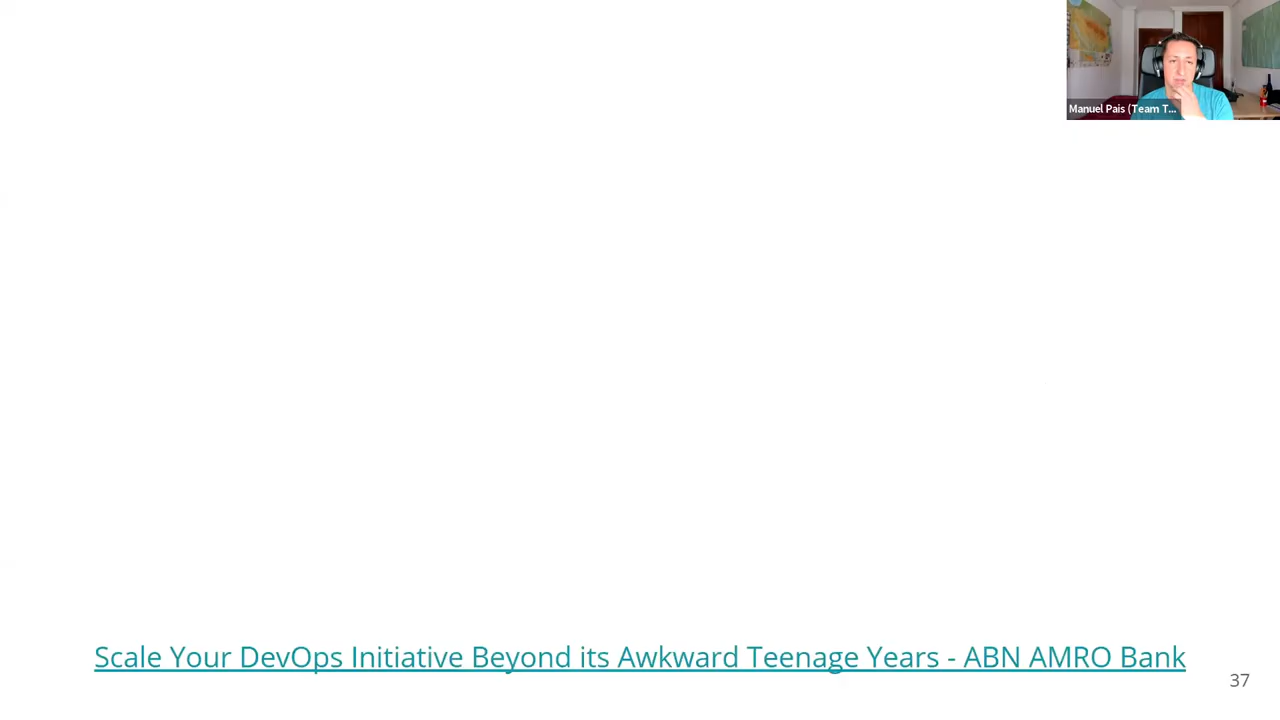 Manuel Pais (Team T...
Scale Your DevOps Initiative Beyond its Awkward Teenage Years - ABN AMRO Bank
37